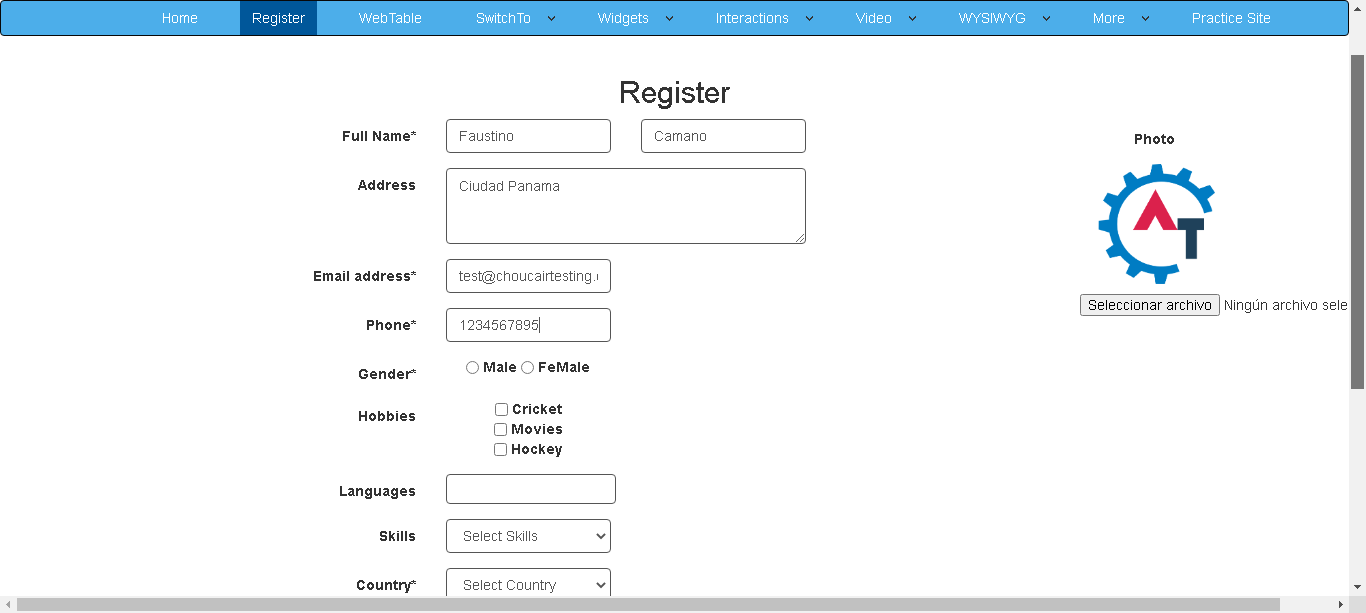 Home Register WebTable SwitchTo Widgets Interactions Video WYSIWYG More Practice Site
Register
Full Name* Faustino Camano
Photo
Address Ciudad Panama
AT
Email address* test@choucairtesting.
Seleccionar archivo Ningún archivo sele
Phone* 1234567895
Gender* Male FeMale
Hobbies Cricket
Movies
Hockey
Languages
Skills Select Skills
Country* Select Country